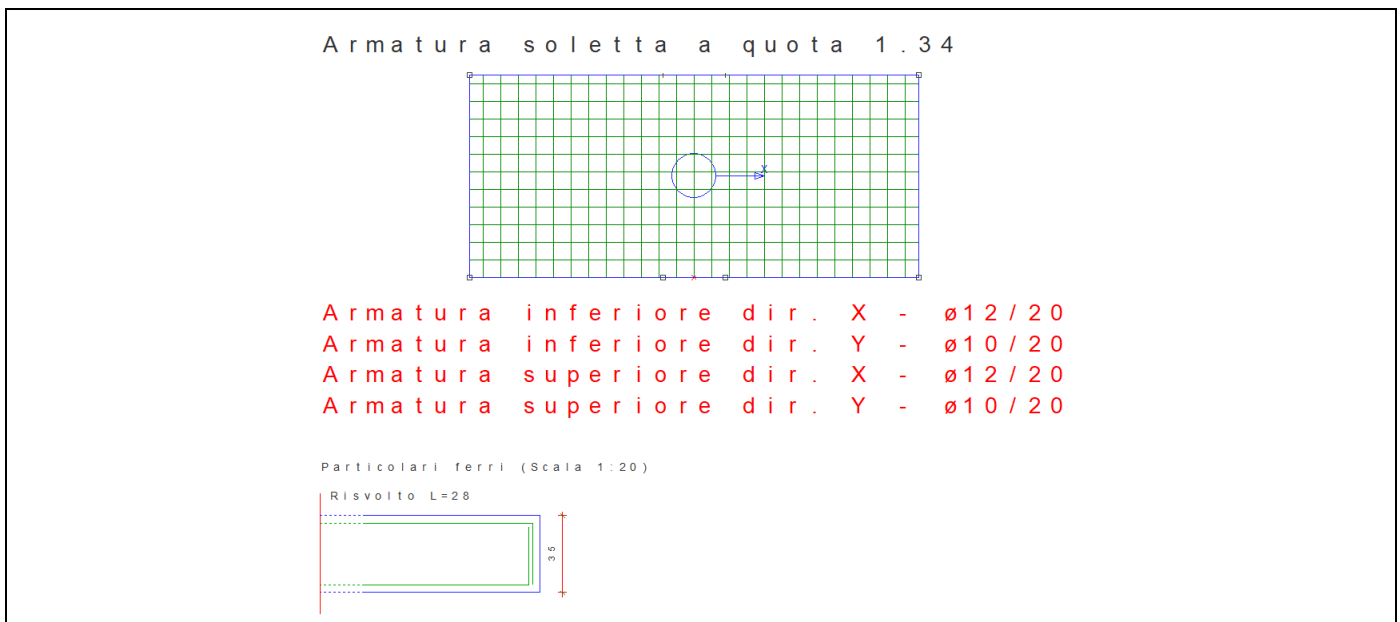 Armatura soletta a quota 1.34
X
Armatura inferiore dir. X - ø12/20
Armatura inferiore dir. Y - ø10/20
Armatura superiore dir. X - ø12/20
Armatura superiore dir. Y - ø10/20
Particolari ferri (Scala 1:20)
Risvolto L=28
35